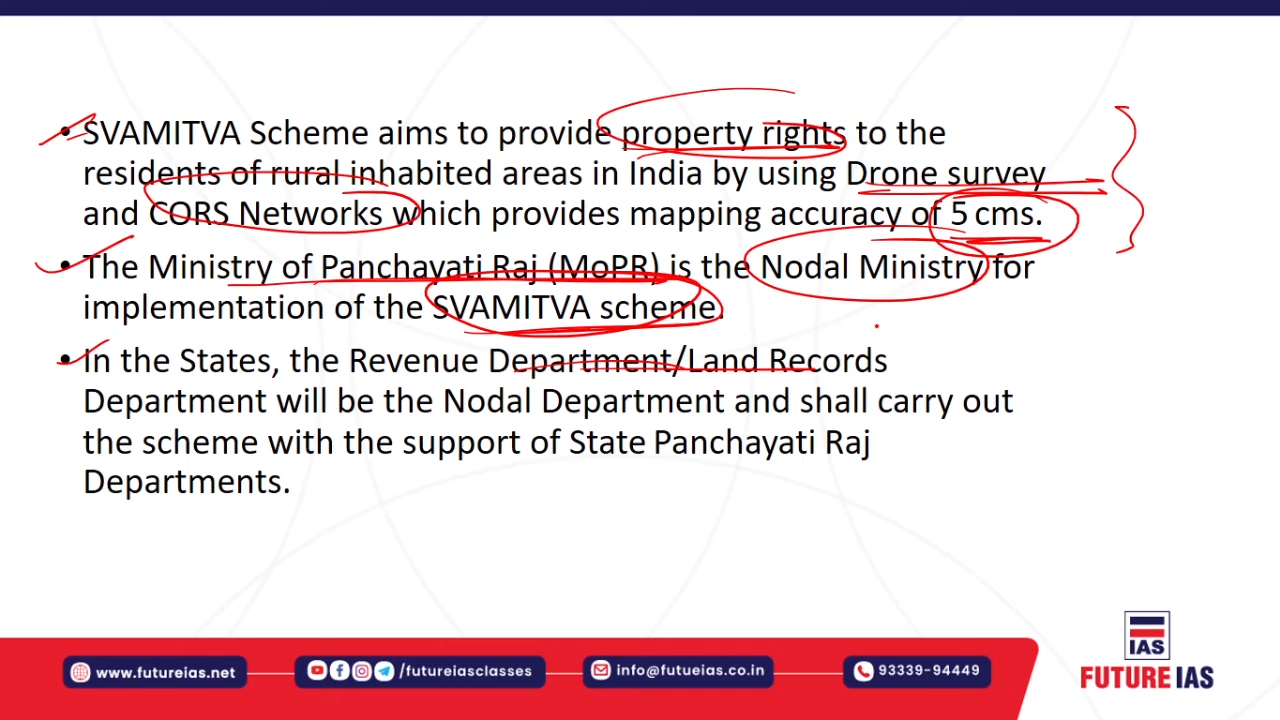 • SVAMITVA Scheme aims to provide property rights to the
residents of rural inhabited areas in India by using Drone survey
and CORS Networks which provides mapping accuracy of 5 cms.
• The Ministry of Panchayati Raj (MoPR) is the Nodal Ministry for
implementation of the SVAMITVA scheme.
• In the States, the Revenue Department/Land Records
Department will be the Nodal Department and shall carry out
the scheme with the support of State Panchayati Raj
Departments.
IAS
FUTURE IAS
www.futureias.net
/futureiasclasses
info@futueias.co.in
93339-94449